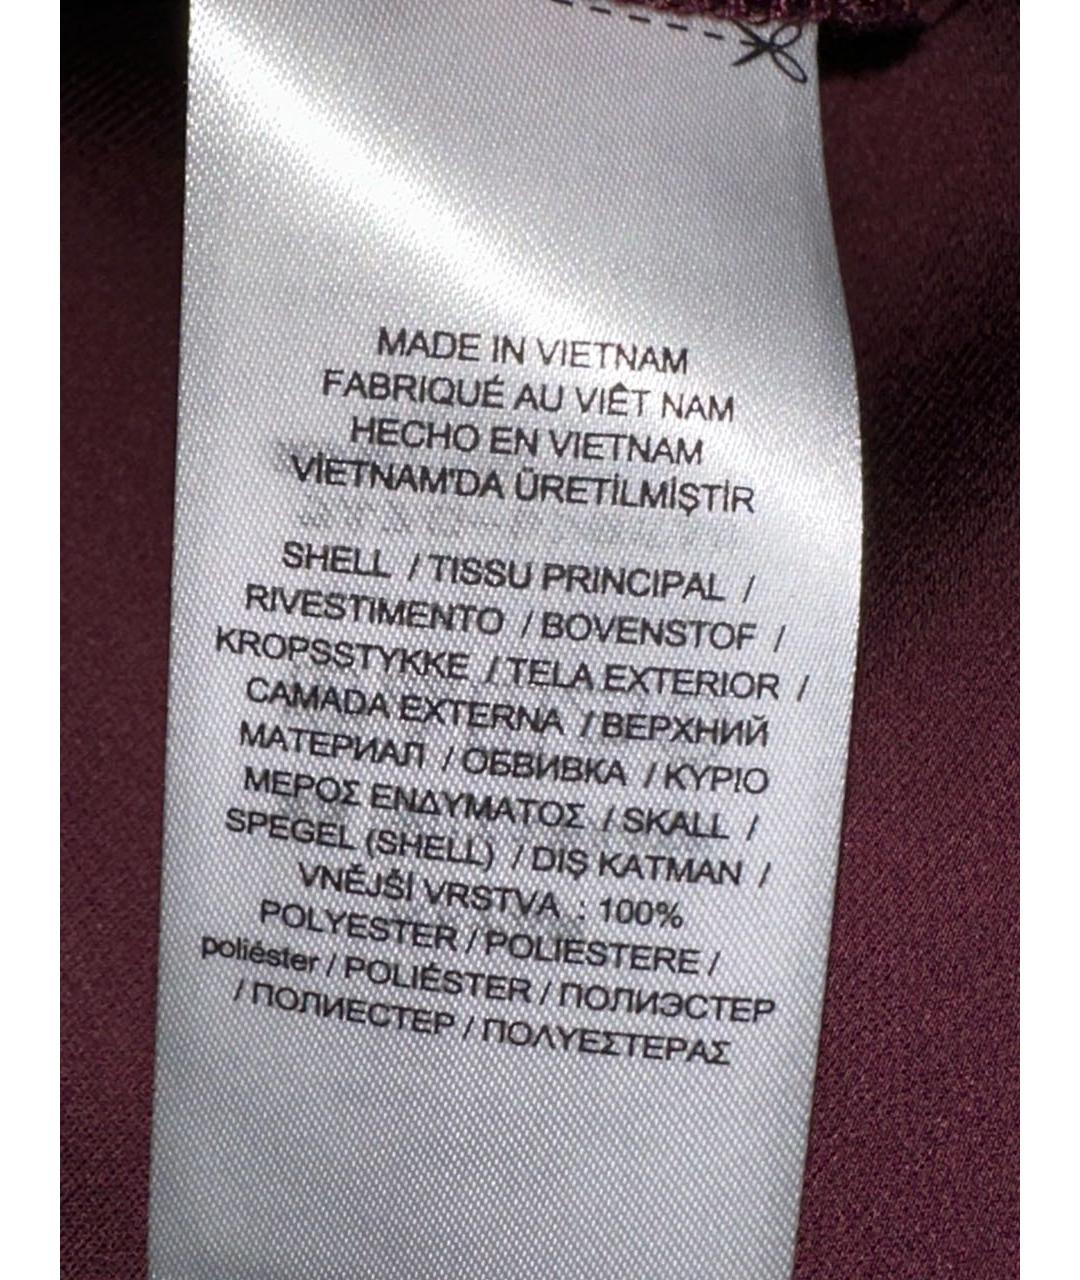 MADE IN VIETNAM
FABRIQUÉ AU VIÊT NAM
HECHO EN VIETNAM
VİETNAM'DA ÜRETİLMİŞTİR
SHELL / TISSU PRINCIPAL /
RIVESTIMENTO / BOVENSTOF /
KROPSSTYKKE / TELA EXTERIOR /
CAMADA EXTERNA / ВЕРХНИЙ
МАТЕРИАЛ / ОБВИВКА / ΚΥΡΙΟ
ΜΕΡΟΣ ΕΝΔΥΜΑΤΟΣ / SKALL /
SPEGEL (SHELL) / DIŞ KATMAN /
VNĚJŠÍ VRSTVA : 100%
POLYESTER / POLIESTERE /
poliéster / POLIÉSTER / ПОЛИЭСТЕР
/ ПОЛИЕСТЕР / ΠΟΛΥΕΣΤΕΡΑΣ